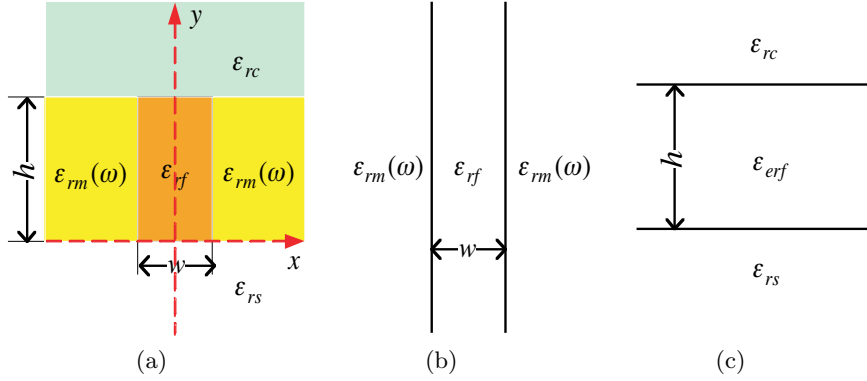 y
ε_rc
h
ε_rm(ω)
ε_rf
ε_rm(ω)
x
w
ε_rs
(a)
ε_rm(ω)
ε_rf
ε_rm(ω)
w
(b)
ε_rc
h
ε_erf
ε_rs
(c)